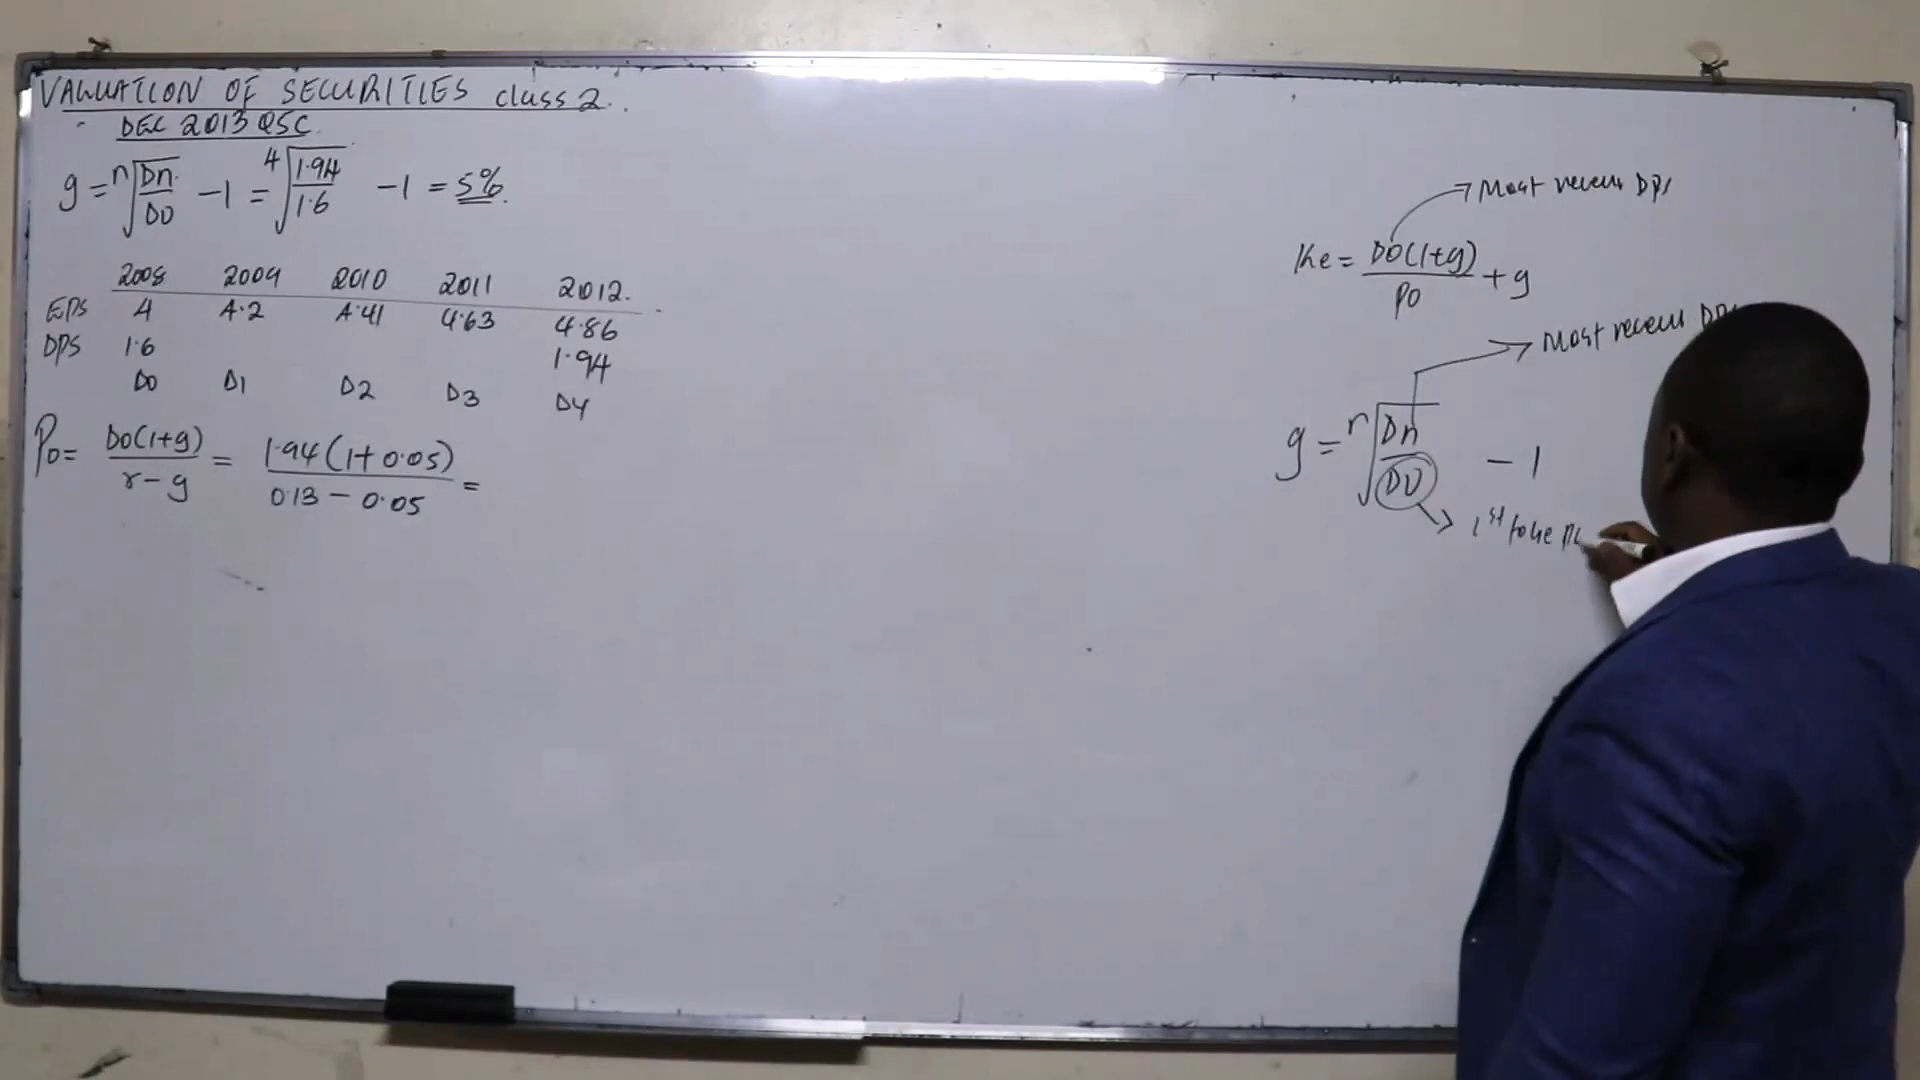 VALUATION OF SECURITIES class 2.
DEC 2013 Q5C
g = n√(Dn/D0) - 1 = 4√(1.94/1.6) - 1 = 5%
2008 2009 2010 2011 2012
EPS 4 4.2 4.41 4.63 4.86
DPS 1.6 1.94
D0 D1 D2 D3 D4
P0 = D0(1+g)/r-g = 1.94(1+0.05)/0.13-0.05 =
Most recent DPS
Ke = D0(1+g)/P0 + g
Most recent
g = n√(Dn/D0) - 1
1st